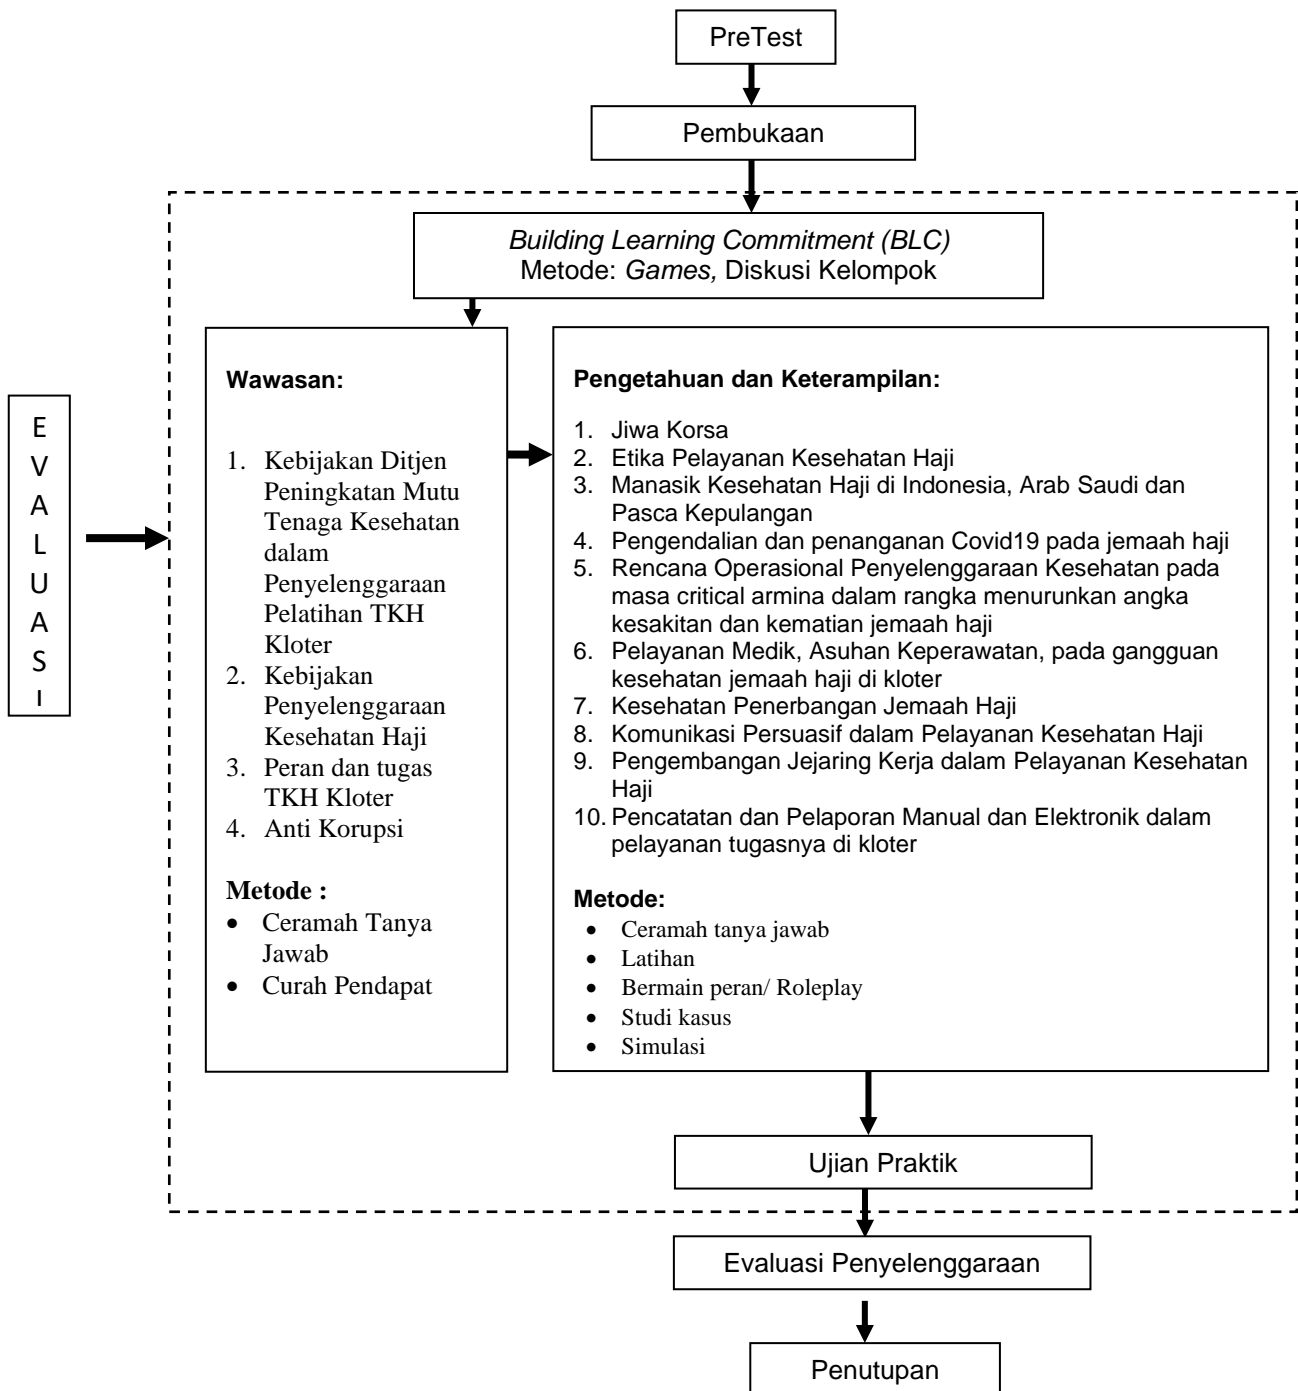 PreTest
Pembukaan
Building Learning Commitment (BLC)
Metode: Games, Diskusi Kelompok
E
V
A
L
U
A
S
I
Wawasan:
1. Kebijakan Ditjen
Peningkatan Mutu
Tenaga Kesehatan
dalam
Penyelenggaraan
Pelatihan TKH
Kloter
2. Kebijakan
Penyelenggaraan
Kesehatan Haji
3. Peran dan tugas
TKH Kloter
4. Anti Korupsi
Metode :
• Ceramah Tanya
Jawab
• Curah Pendapat
Pengetahuan dan Keterampilan:
1. Jiwa Korsa
2. Etika Pelayanan Kesehatan Haji
3. Manasik Kesehatan Haji di Indonesia, Arab Saudi dan
Pasca Kepulangan
4. Pengendalian dan penanganan Covid19 pada jemaah haji
5. Rencana Operasional Penyelenggaraan Kesehatan pada
masa critical armina dalam rangka menurunkan angka
kesakitan dan kematian jemaah haji
6. Pelayanan Medik, Asuhan Keperawatan, pada gangguan
kesehatan jemaah haji di kloter
7. Kesehatan Penerbangan Jemaah Haji
8. Komunikasi Persuasif dalam Pelayanan Kesehatan Haji
9. Pengembangan Jejaring Kerja dalam Pelayanan Kesehatan
Haji
10. Pencatatan dan Pelaporan Manual dan Elektronik dalam
pelayanan tugasnya di kloter
Metode:
• Ceramah tanya jawab
• Latihan
• Bermain peran/ Roleplay
• Studi kasus
• Simulasi
Ujian Praktik
Evaluasi Penyelenggaraan
Penutupan